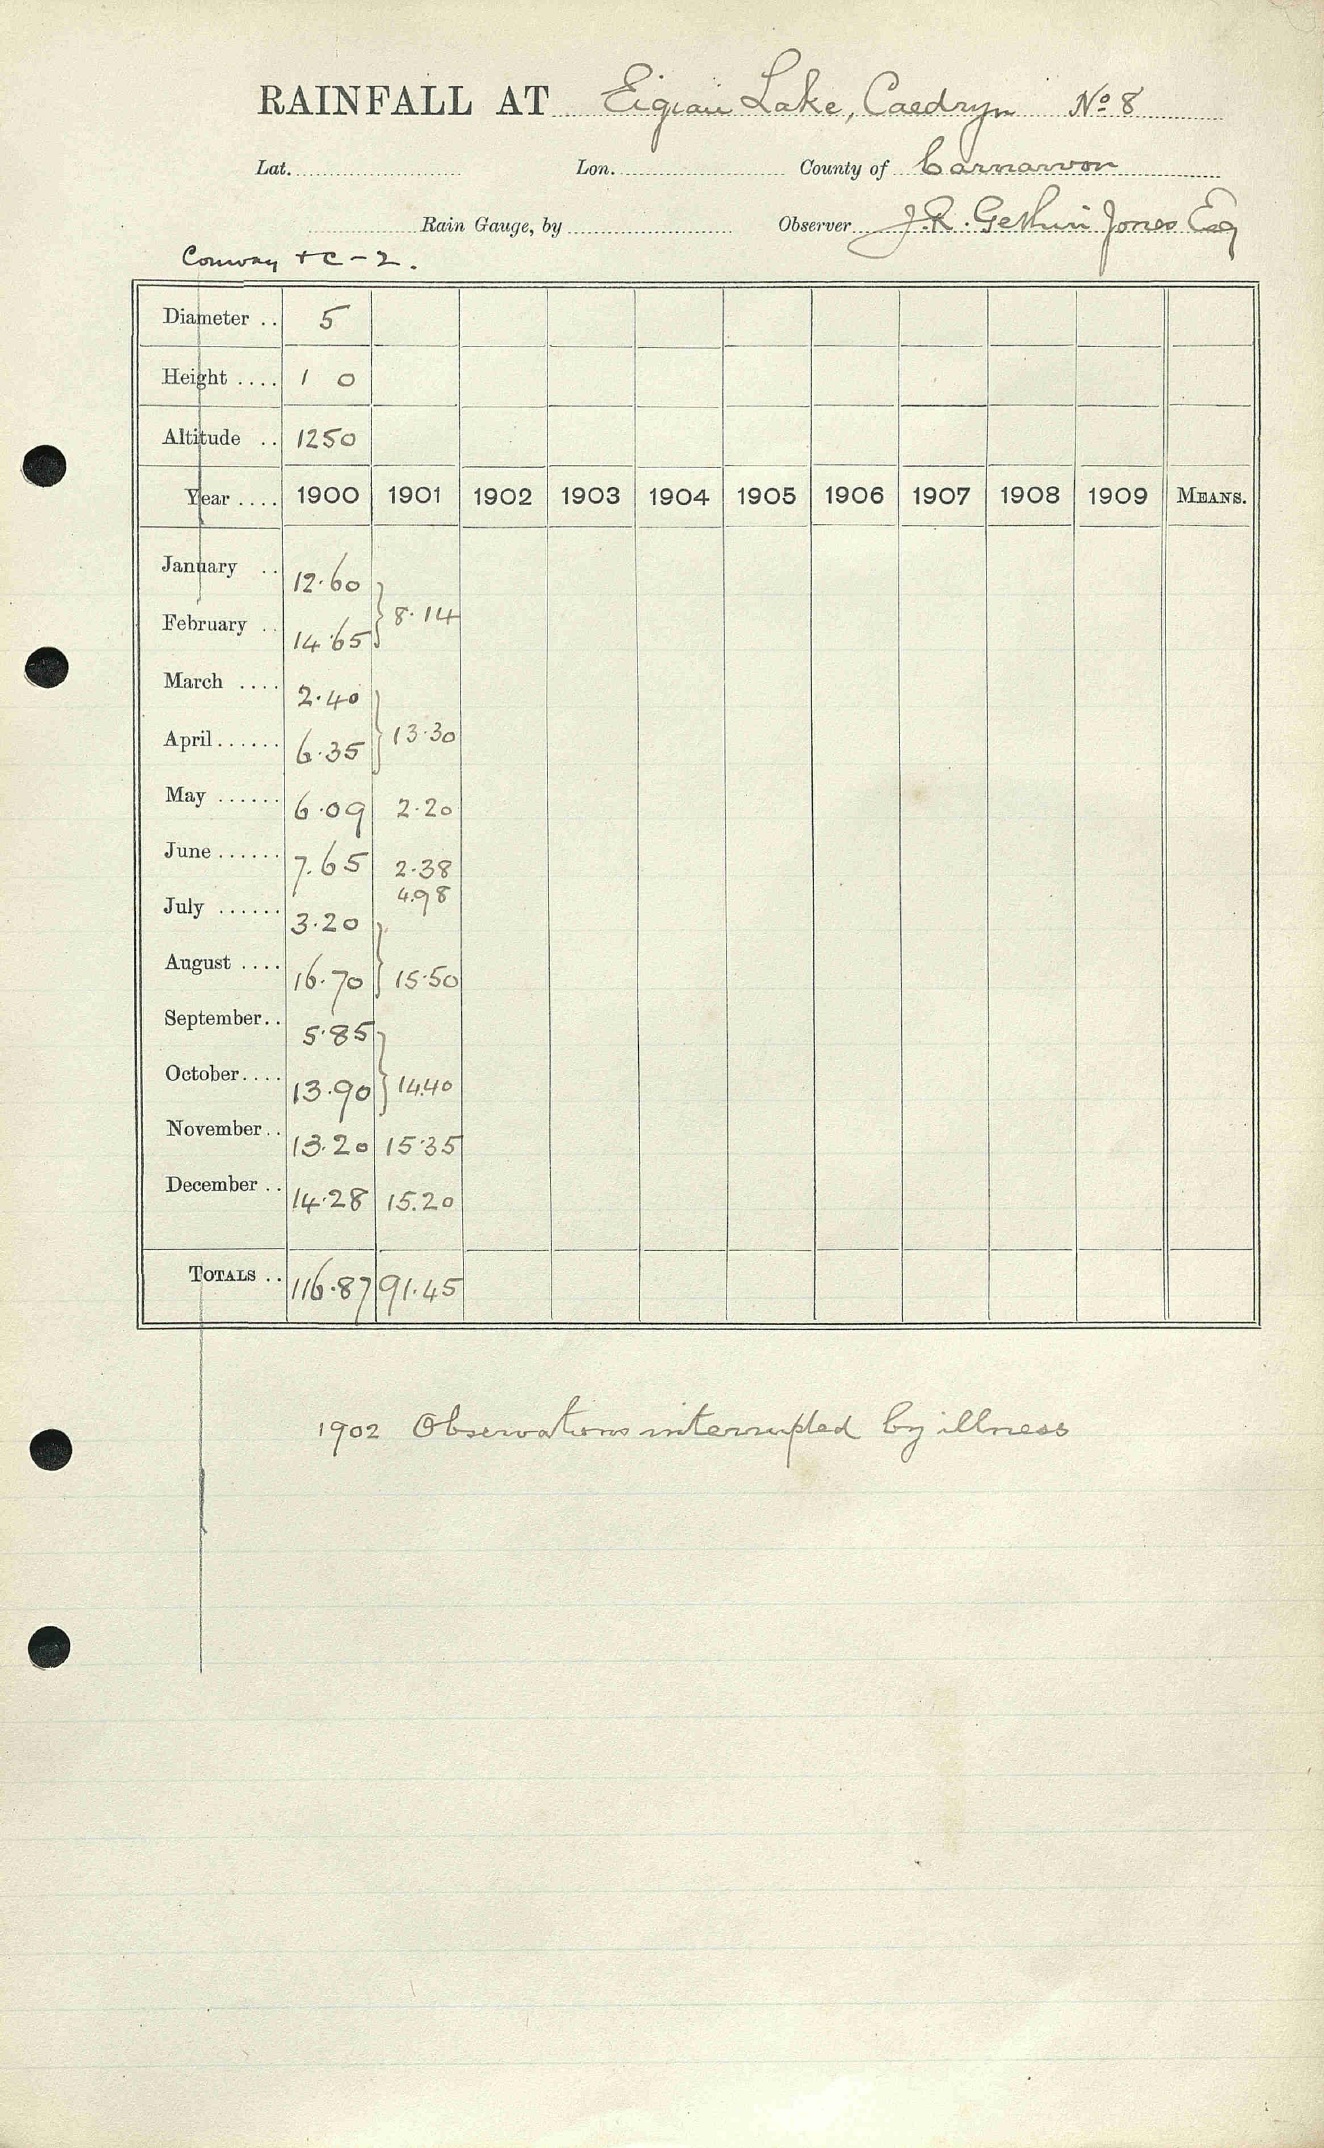 RAINFALL AT Eigiau Lake, Caedryn No 8
Lat. Lon. County of Carnarvon
Rain Gauge, by Observer J.R. Gethin Jones Esq
Conway + C - 2.
Diameter .. 5
Height .... 1 0
Altitude .. 1250
Year .... 1900 1901 1902 1903 1904 1905 1906 1907 1908 1909 MEANS.
January .. 12.60
February .. 14.65 } 8.14
March .... 2.40
April ...... 6.35 } 13.30
May ...... 6.09 2.20
June ...... 7.65 2.38
July ...... 3.20 4.98
August .... 16.70 } 15.50
September.. 5.85
October.... 13.90 } 14.40
November.. 13.20 15.35
December .. 14.28 15.20
TOTALS .. 116.87 91.45
1902 Observations interrupted by illness